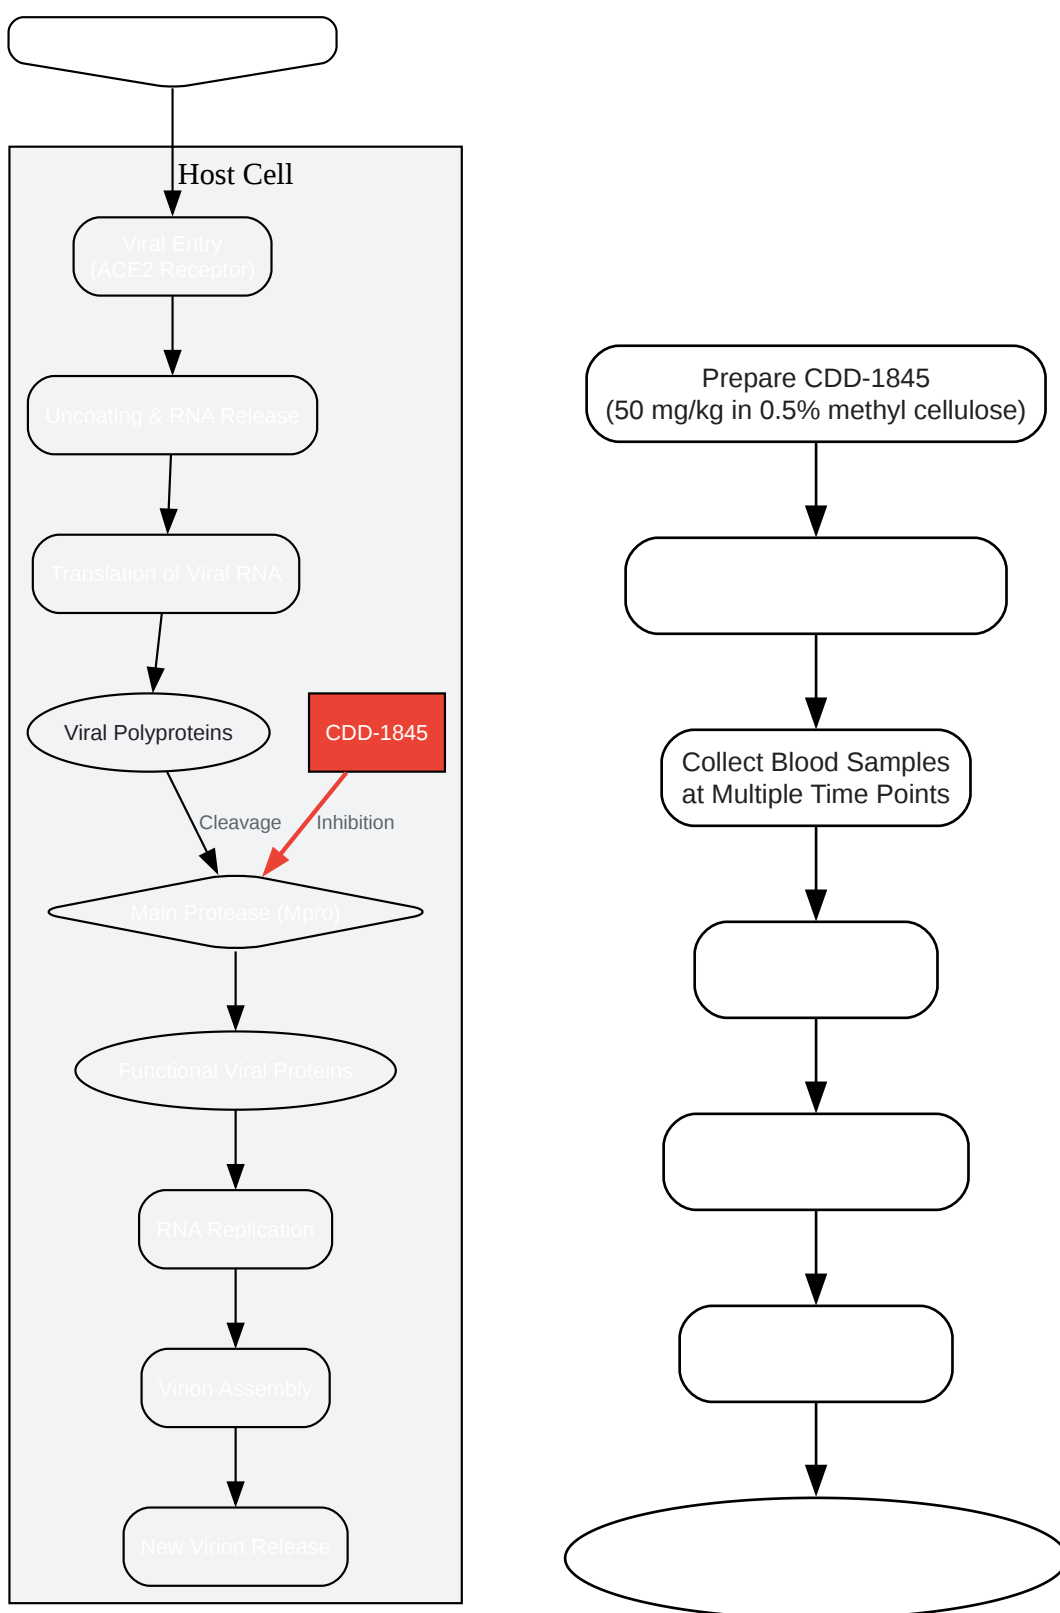 Host Cell
Viral Entry
(ACE2 Receptor)
Uncoating & RNA Release
Translation of Viral RNA
Viral Polyproteins
CDD-1845
Cleavage
Inhibition
Main Protease (Mpro)
Functional Viral Proteins
RNA Replication
Virion Assembly
New Virion Release
Prepare CDD-1845
(50 mg/kg in 0.5% methyl cellulose)
Collect Blood Samples
at Multiple Time Points